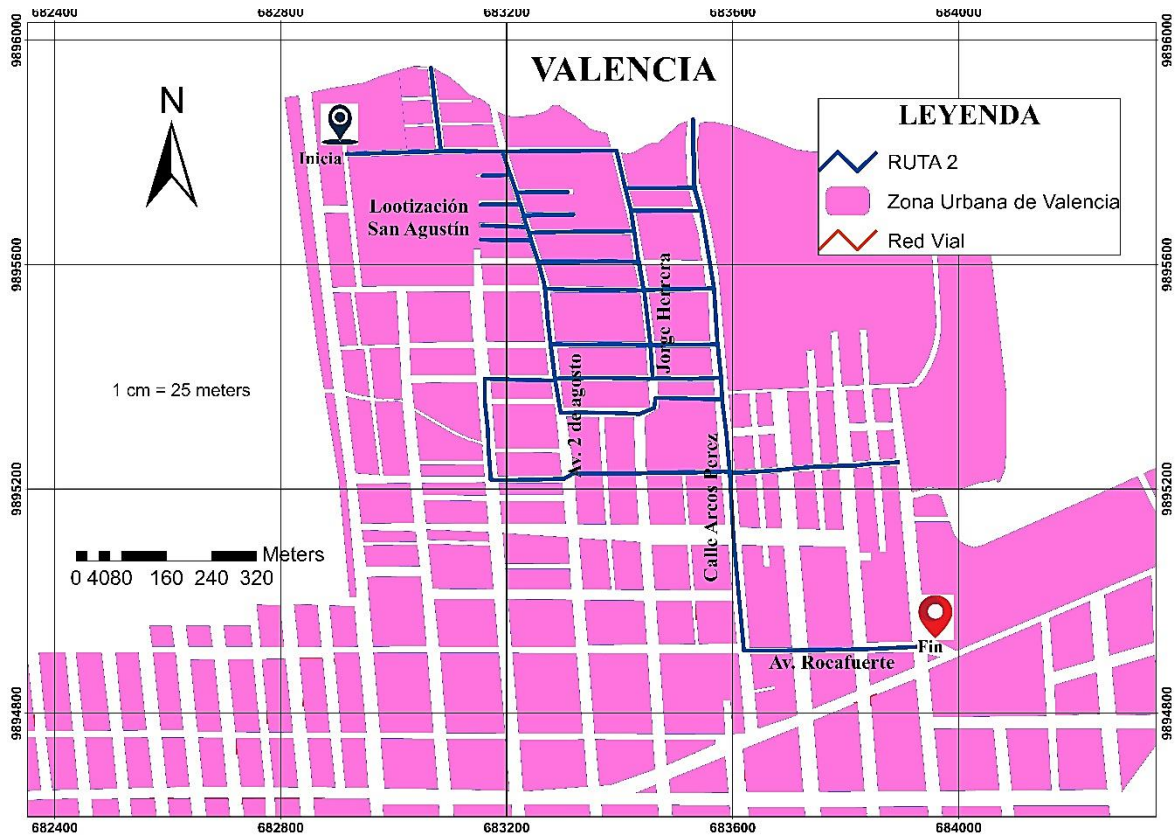 682400 682800 683200 683600 684000
9896000 9896000
VALENCIA
N
LEYENDA
RUTA 2
Zona Urbana de Valencia
Red Vial
Inicia
Lootización
San Agustín
9895600 9895600
Jorge Herrera
1 cm = 25 meters
Av. 2 de agosto
Calle Arcos Perez
9895200 9895200
Meters
0 40 80 160 240 320
Fin
Av. Rocafuerte
9894800 9894800
682400 682800 683200 683600 684000